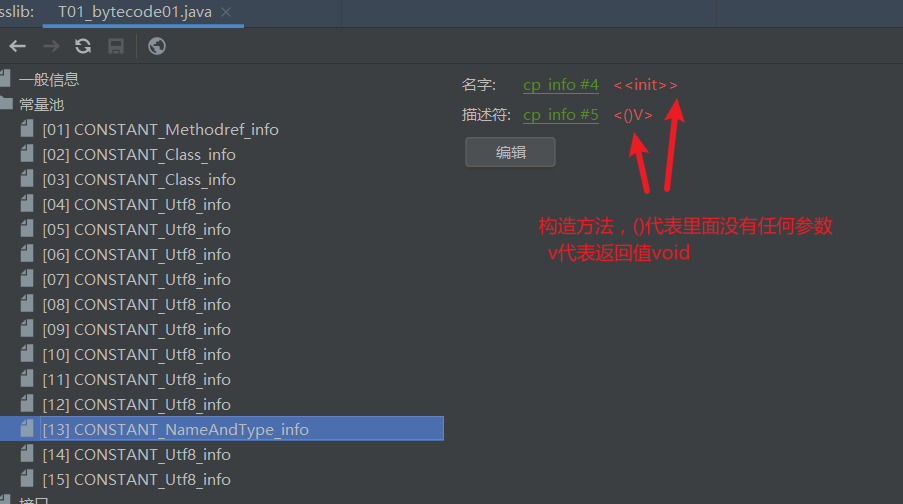 sslib: T01_bytecode01.java
一般信息
常量池
[01] CONSTANT_Methodref_info
[02] CONSTANT_Class_info
[03] CONSTANT_Class_info
[04] CONSTANT_Utf8_info
[05] CONSTANT_Utf8_info
[06] CONSTANT_Utf8_info
[07] CONSTANT_Utf8_info
[08] CONSTANT_Utf8_info
[09] CONSTANT_Utf8_info
[10] CONSTANT_Utf8_info
[11] CONSTANT_Utf8_info
[12] CONSTANT_Utf8_info
[13] CONSTANT_NameAndType_info
[14] CONSTANT_Utf8_info
[15] CONSTANT_Utf8_info
接口
名字: cp_info #4 <<init>>
描述符: cp_info #5 <()V>
编辑
构造方法，()代表里面没有任何参数
v代表返回值void